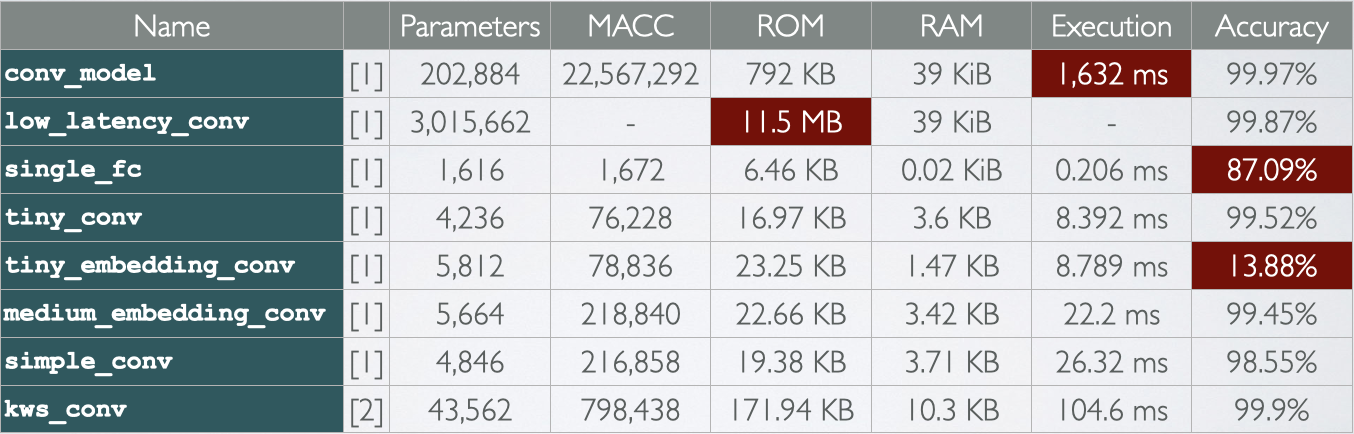 Name Parameters MACC ROM RAM Execution Accuracy
conv_model [1] 202,884 22,567,292 792 KB 39 KiB 1,632 ms 99.97%
low_latency_conv [1] 3,015,662 - 11.5 MB 39 KiB - 99.87%
single_fc [1] 1,616 1,672 6.46 KB 0.02 KiB 0.206 ms 87.09%
tiny_conv [1] 4,236 76,228 16.97 KB 3.6 KB 8.392 ms 99.52%
tiny_embedding_conv [1] 5,812 78,836 23.25 KB 1.47 KB 8.789 ms 13.88%
medium_embedding_conv [1] 5,664 218,840 22.66 KB 3.42 KB 22.2 ms 99.45%
simple_conv [1] 4,846 216,858 19.38 KB 3.71 KB 26.32 ms 98.55%
kws_conv [2] 43,562 798,438 171.94 KB 10.3 KB 104.6 ms 99.9%